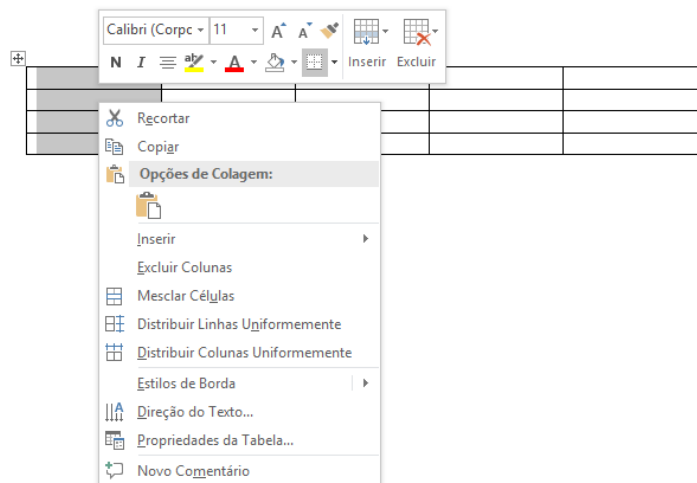 Calibri (Corpc 11 A A
N I A Inserir Excluir
Recortar
Copiar
Opções de Colagem:
Inserir
Excluir Colunas
Mesclar Células
Distribuir Linhas Uniformemente
Distribuir Colunas Uniformemente
Estilos de Borda
Direção do Texto...
Propriedades da Tabela...
Novo Comentário